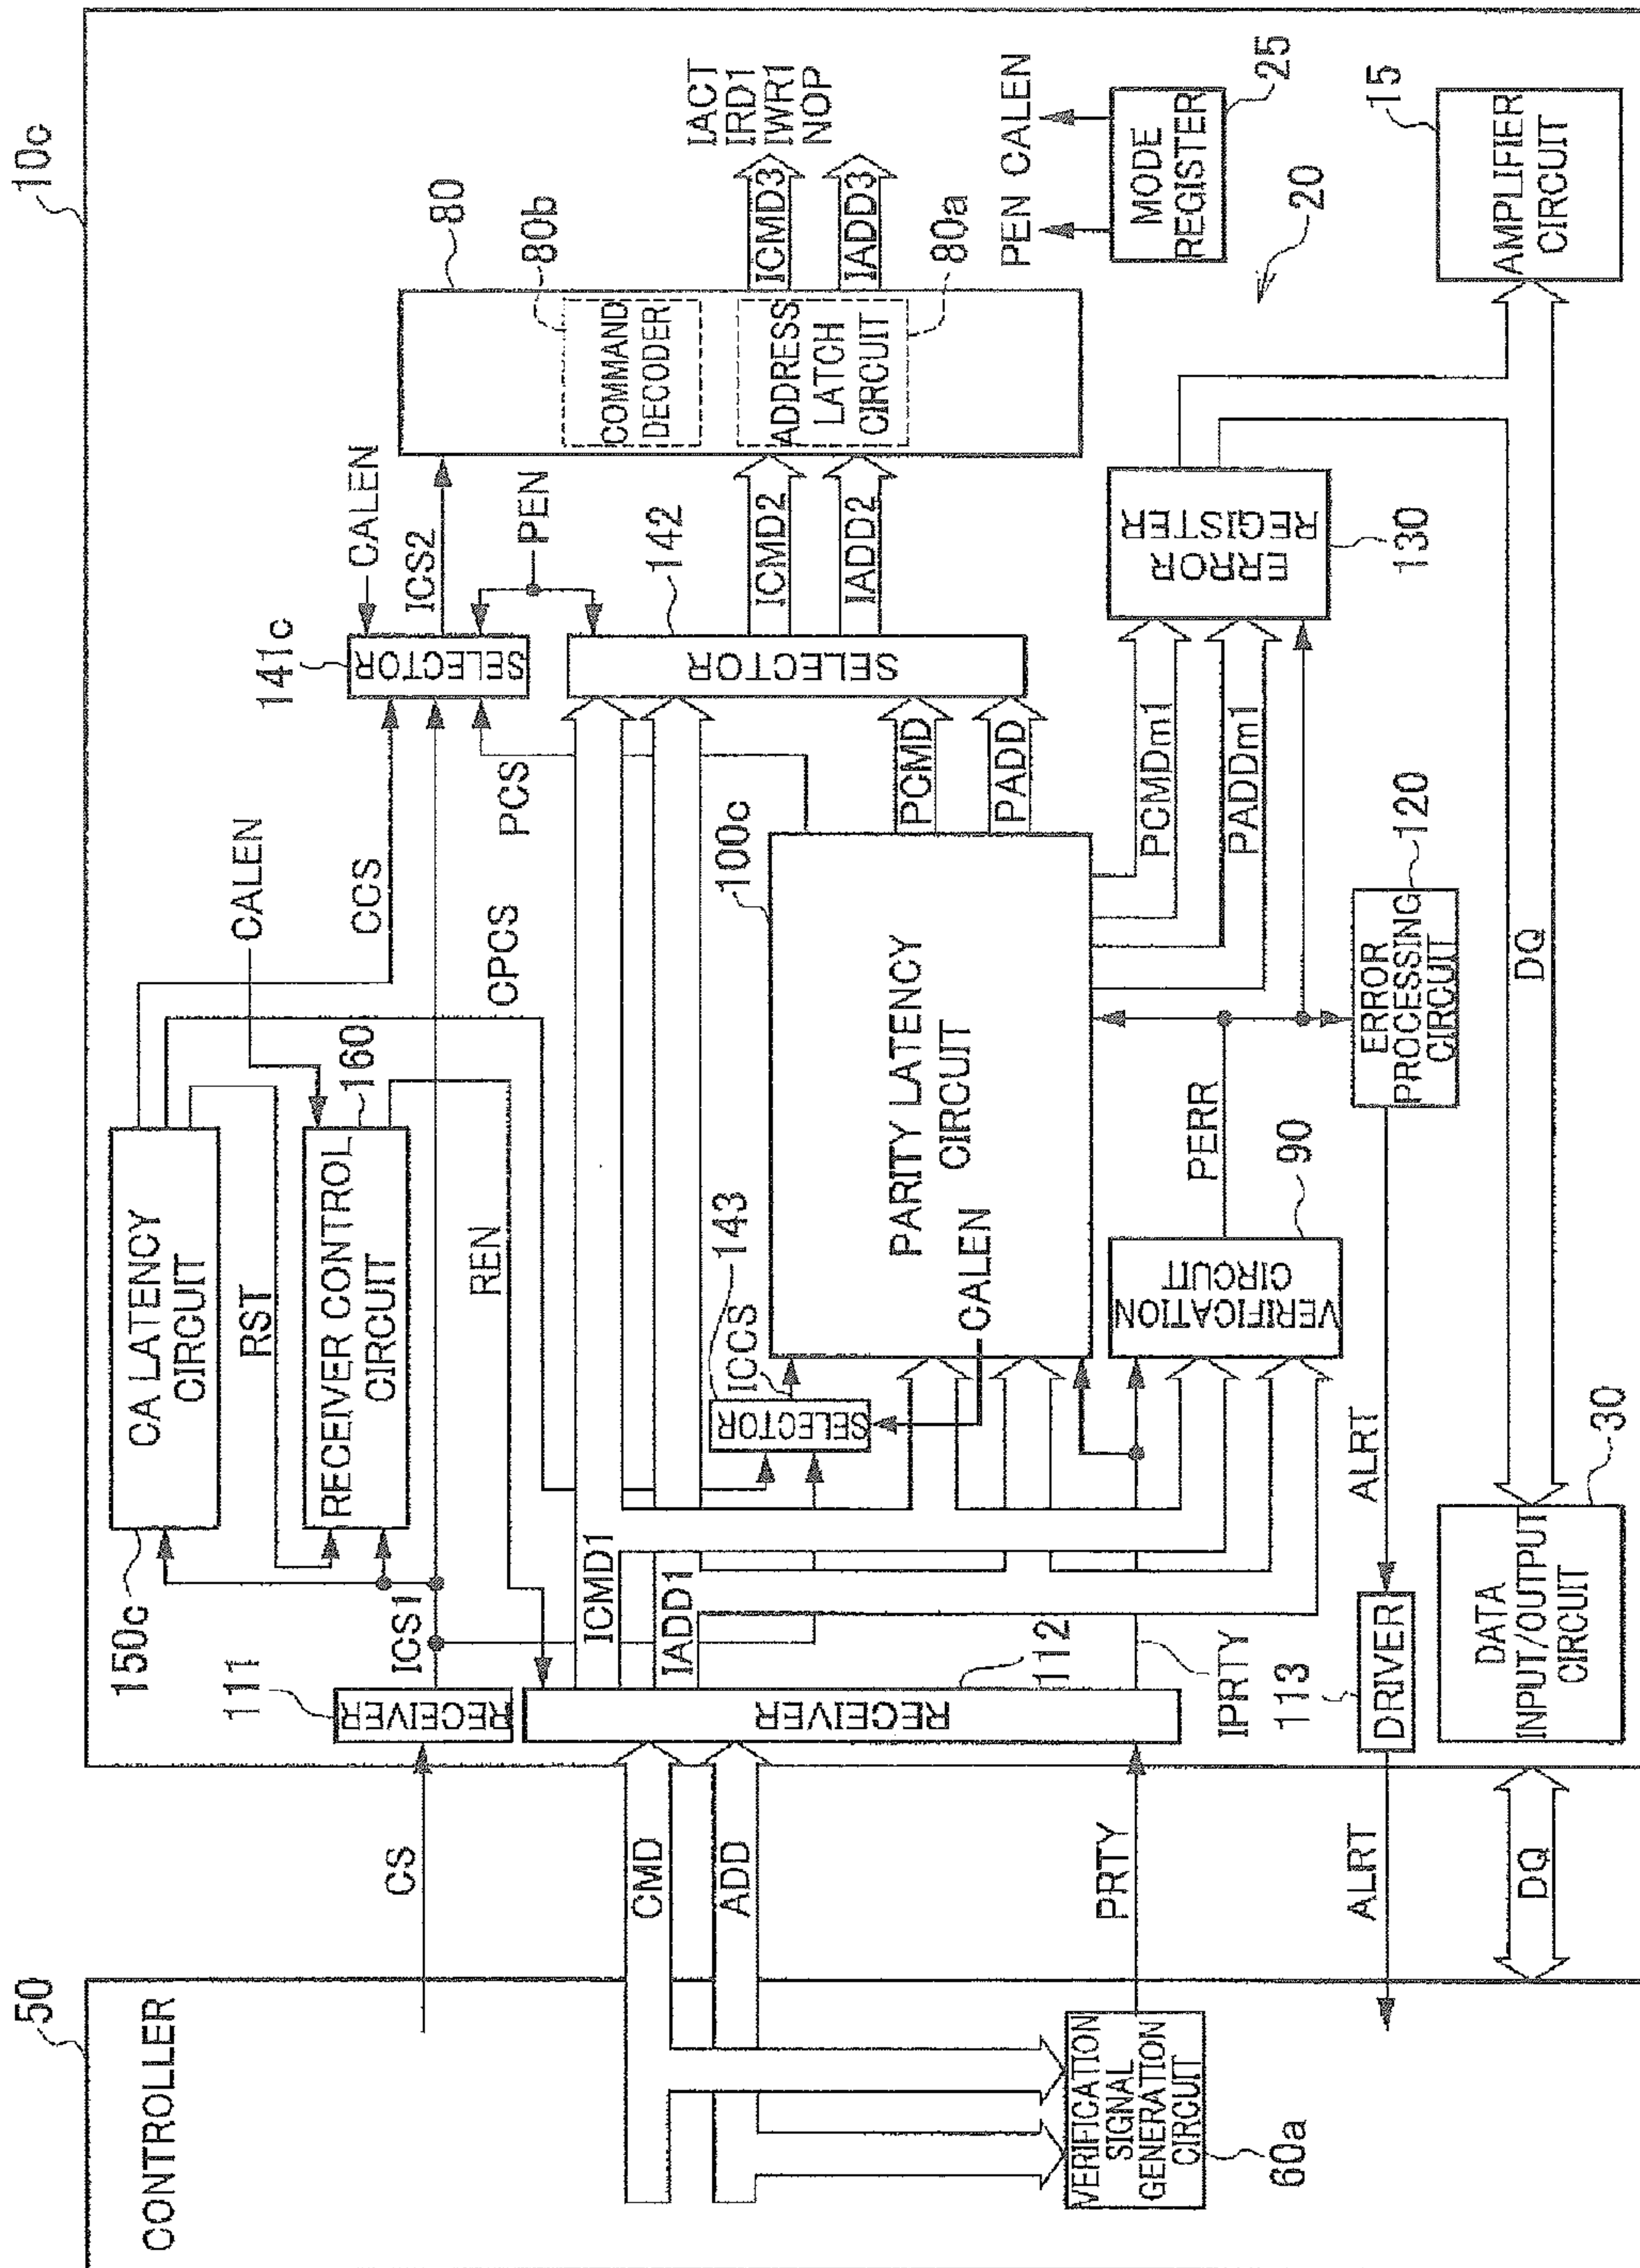 10c
50
CONTROLLER
CS
CMD
ADD
PRTY
ALRT
DQ
VERIFICATION
SIGNAL
GENERATION
CIRCUIT
60a
111
RECEIVER
RECEIVER
112
IPRTY
113
DRIVER
ALRT
DATA
INPUT/OUTPUT
CIRCUIT
30
150c
ICS1
ICMD1
IADD1
CA LATENCY
CIRCUIT
RST
RECEIVER CONTROL
CIRCUIT
160
REN
CALEN
CCS
CPCS
PCS
143
SELECTOR
ICCS
CALEN
PARITY LATENCY
CIRCUIT
100c
VERIFICATION
CIRCUIT
90
PERR
ERROR
PROCESSING
CIRCUIT
120
PCMD
PADD
PCMDm1
PADDm1
ERROR
REGISTER
130
DQ
141c
SELECTOR
CALEN
ICS2
PEN
SELECTOR
142
ICMD2
IADD2
80
80b
COMMAND
DECODER
ADDRESS
LATCH
CIRCUIT
80a
ICMD3
IADD3
IACT
IRD1
IWR1
NOP
PEN CALEN
MODE
REGISTER
25
20
AMPLIFIER
CIRCUIT
15